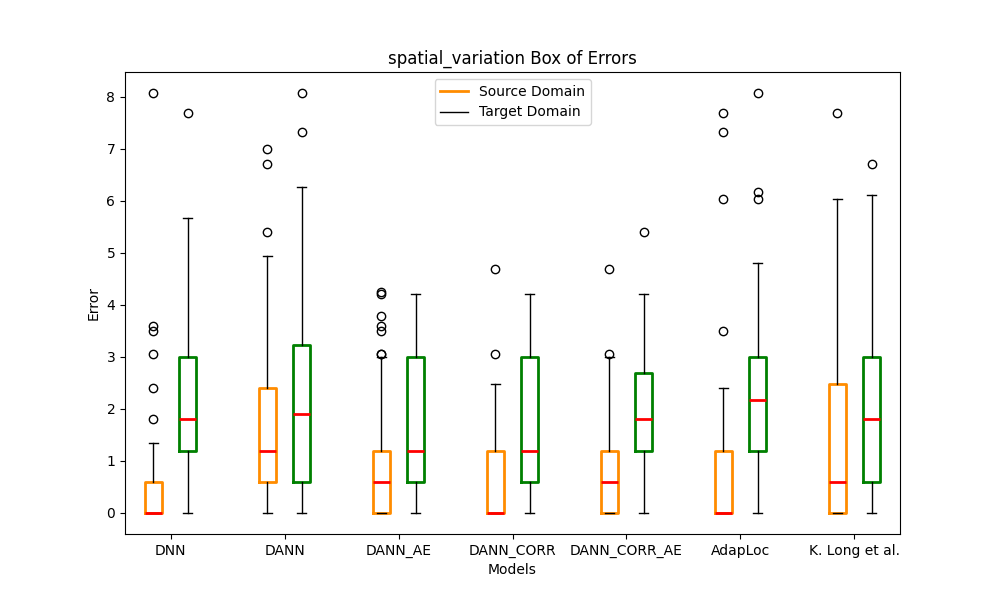 spatial_variation Box of Errors
Source Domain
Target Domain
Error
8
7
6
5
4
3
2
1
0
DNN
DANN
DANN_AE
DANN_CORR
DANN_CORR_AE
AdapLoc
K. Long et al.
Models